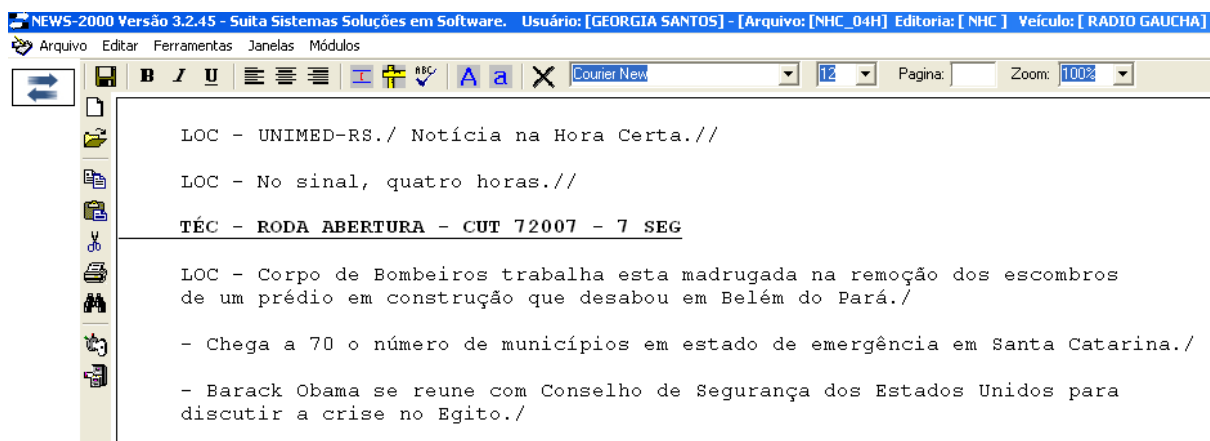 NEWS-2000 Versão 3.2.45 - Suita Sistemas Soluções em Software. Usuário: [GEORGIA SANTOS] - [Arquivo: [NHC_04H] Editoria: [ NHC ] Veículo: [ RADIO GAUCHA]
Arquivo Editar Ferramentas Janelas Módulos
B I U ABC A a Courier New 12 Pagina: Zoom: 100%
LOC - UNIMED-RS./ Notícia na Hora Certa.//
LOC - No sinal, quatro horas.//
TÉC - RODA ABERTURA - CUT 72007 - 7 SEG
LOC - Corpo de Bombeiros trabalha esta madrugada na remoção dos escombros
de um prédio em construção que desabou em Belém do Pará./
- Chega a 70 o número de municípios em estado de emergência em Santa Catarina./
- Barack Obama se reune com Conselho de Segurança dos Estados Unidos para
discutir a crise no Egito./